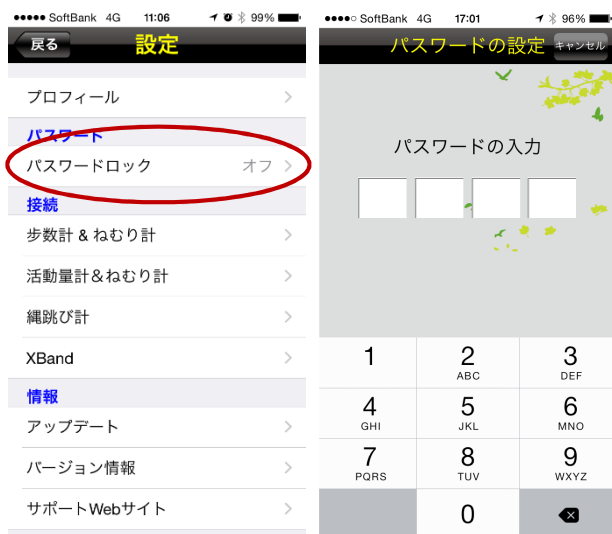 ●●●●● SoftBank 4G 11:06 99%
戻る 設定
プロフィール
パスワード
パスワードロック オフ
接続
歩数計 & ねむり計
活動量計＆ねむり計
縄跳び計
XBand
情報
アップデート
バージョン情報
サポートWebサイト
●●●●○ SoftBank 4G 17:01 96%
パスワードの設定 キャンセル
パスワードの入力
1 2 3
ABC DEF
4 5 6
GHI JKL MNO
7 8 9
PQRS TUV WXYZ
0